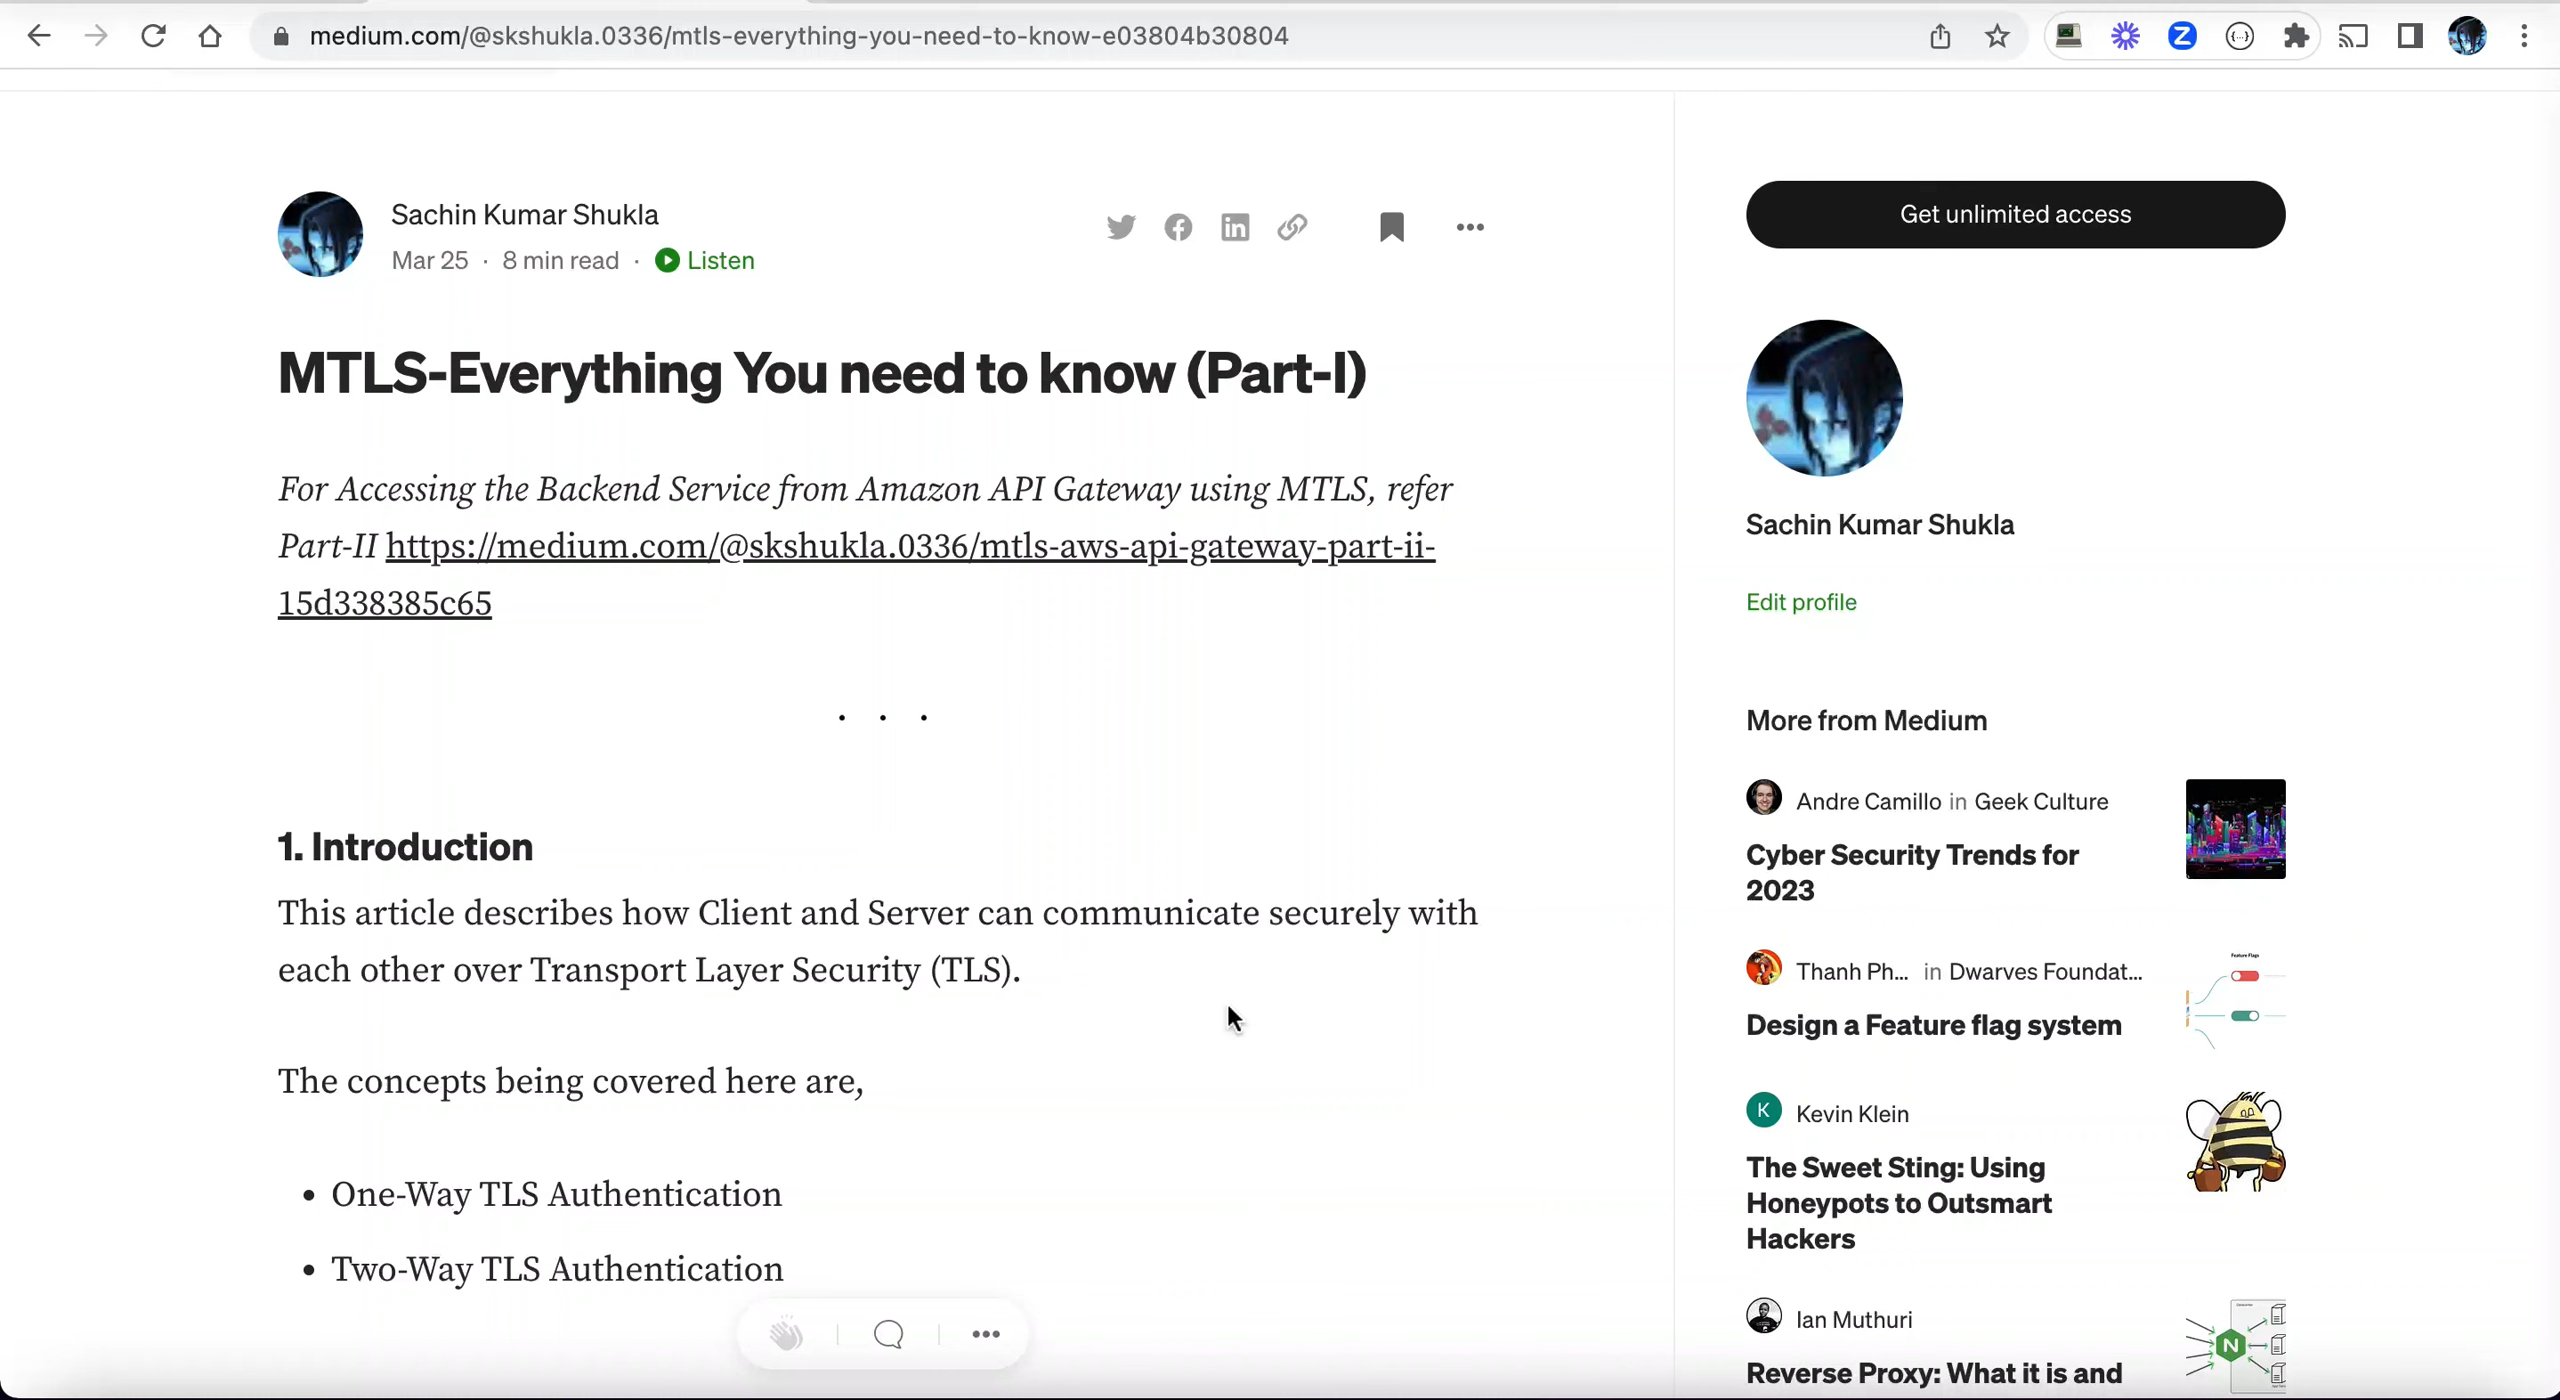 medium.com/@skshukla.0336/mtls-everything-you-need-to-know-e03804b30804
Sachin Kumar Shukla
Mar 25 · 8 min read · Listen
MTLS-Everything You need to know (Part-I)
For Accessing the Backend Service from Amazon API Gateway using MTLS, refer
Part-II https://medium.com/@skshukla.0336/mtls-aws-api-gateway-part-ii-
15d338385c65
. . .
1. Introduction
This article describes how Client and Server can communicate securely with
each other over Transport Layer Security (TLS).
The concepts being covered here are,
• One-Way TLS Authentication
• Two-Way TLS Authentication
Get unlimited access
Sachin Kumar Shukla
Edit profile
More from Medium
Andre Camillo in Geek Culture
Cyber Security Trends for
2023
Thanh Ph... in Dwarves Foundat...
Design a Feature flag system
Feature Flags
K Kevin Klein
The Sweet Sting: Using
Honeypots to Outsmart
Hackers
Ian Muthuri
Reverse Proxy: What it is and
N